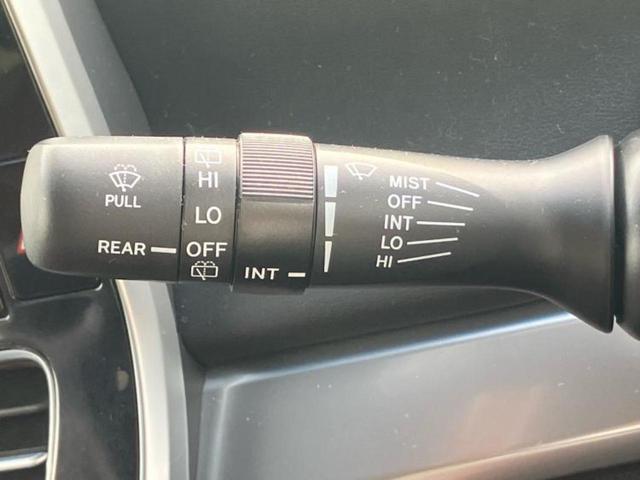 PULL
REAR
HI
LO
OFF
INT
MIST
OFF
INT
LO
HI